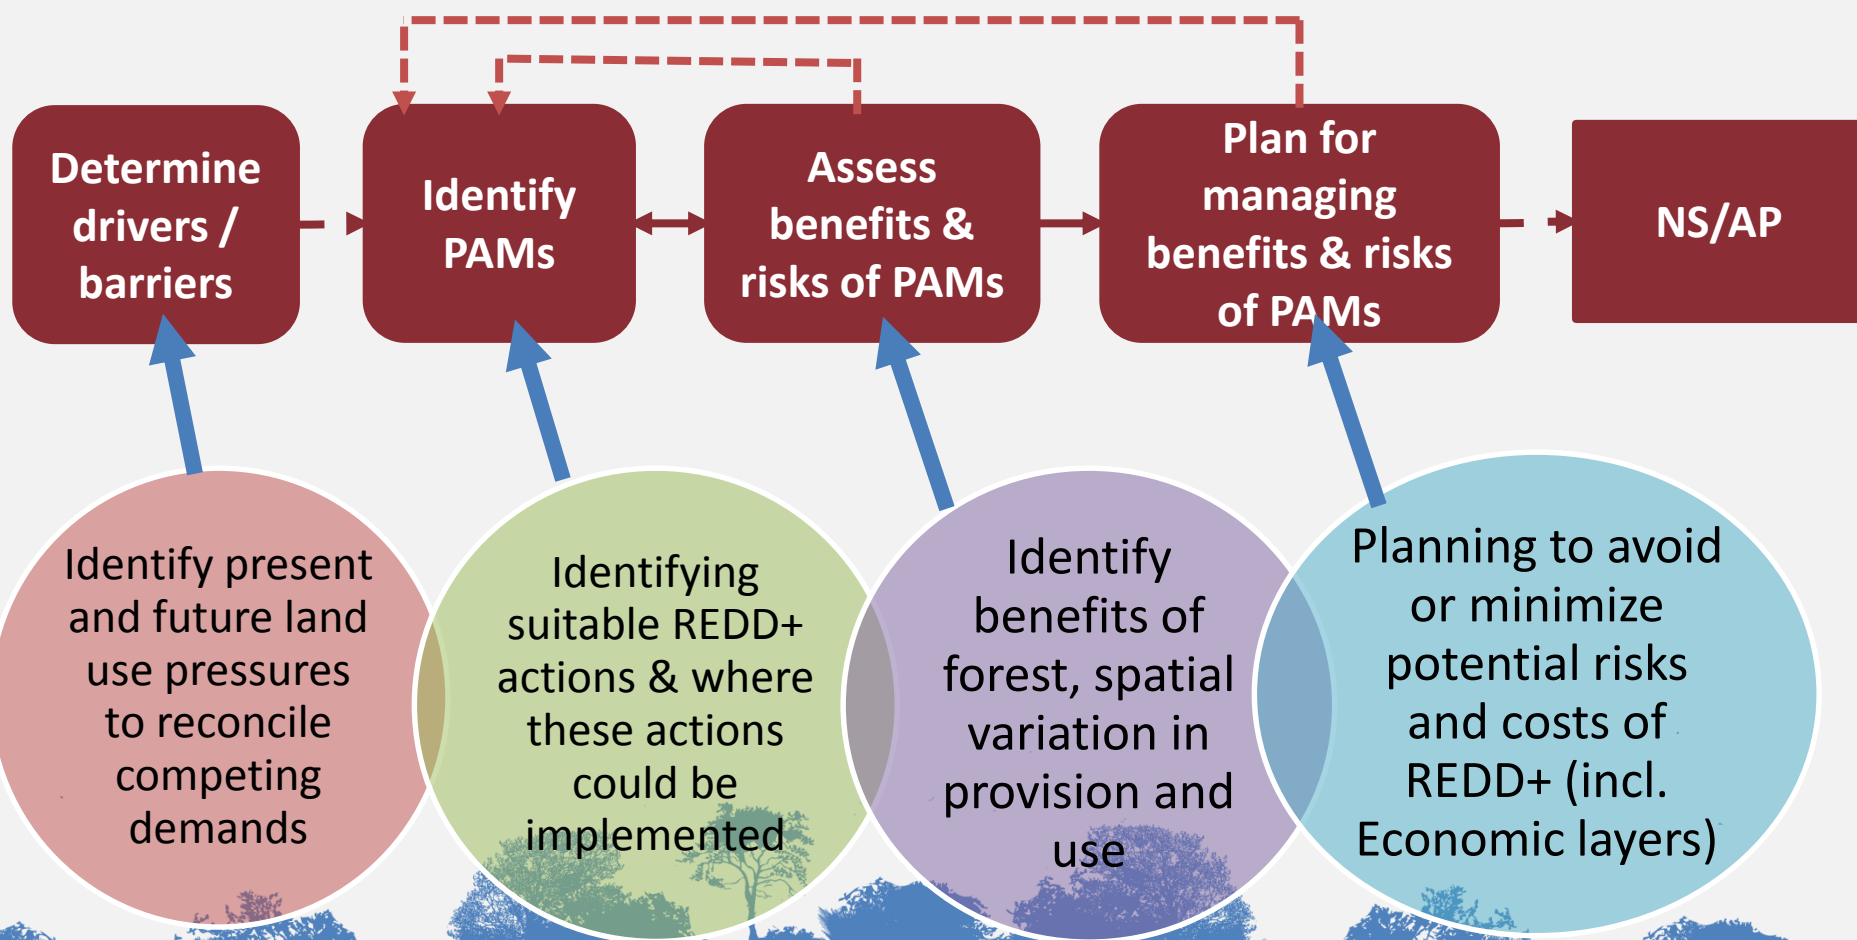 Determine
drivers /
barriers
Identify
PAMs
Assess
benefits &
risks of PAMs
Plan for
managing
benefits & risks
of PAMs
NS/AP
Identify present
and future land
use pressures
to reconcile
competing
demands
Identifying
suitable REDD+
actions & where
these actions
could be
implemented
Identify
benefits of
forest, spatial
variation in
provision and
use
Planning to avoid
or minimize
potential risks
and costs of
REDD+ (incl.
Economic layers)